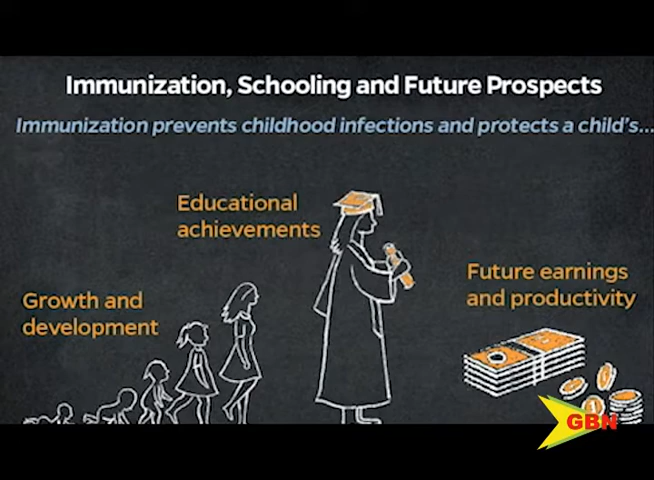 Immunization, Schooling and Future Prospects
Immunization prevents childhood infections and protects a child's...
Educational
achievements
Future earnings
and productivity
Growth and
development
GBN